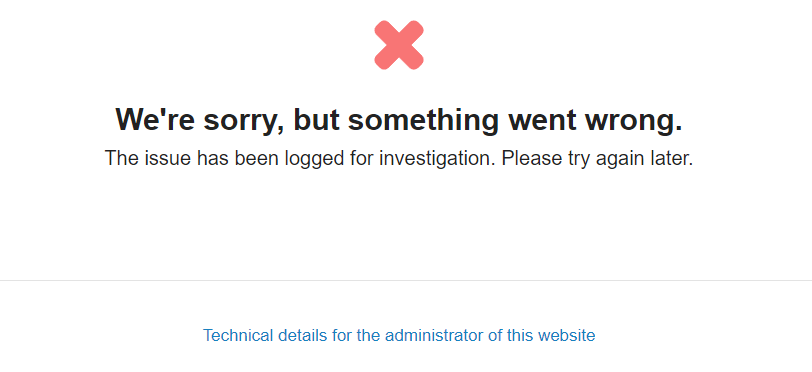 We're sorry, but something went wrong.
The issue has been logged for investigation. Please try again later.
Technical details for the administrator of this website